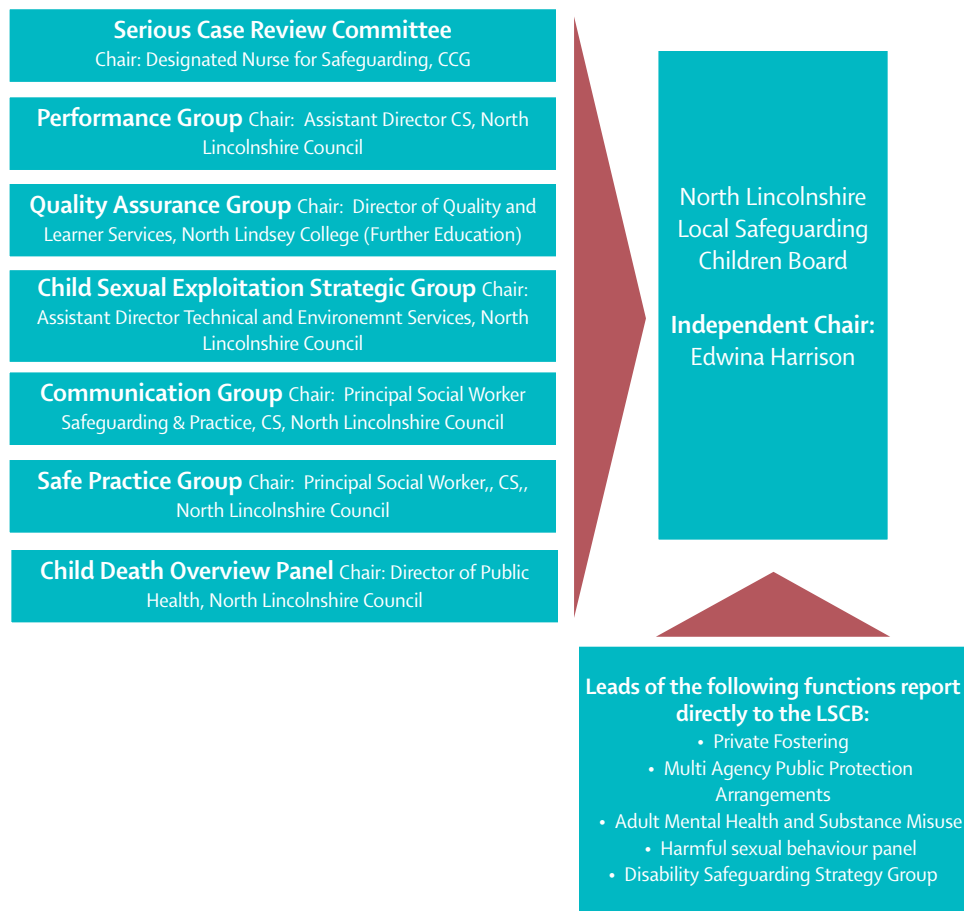 Serious Case Review Committee
Chair: Designated Nurse for Safeguarding, CCG
Performance Group Chair: Assistant Director CS, North
Lincolnshire Council
Quality Assurance Group Chair: Director of Quality and
Learner Services, North Lindsey College (Further Education)
Child Sexual Exploitation Strategic Group Chair:
Assistant Director Technical and Environemnt Services, North
Lincolnshire Council
Communication Group Chair: Principal Social Worker
Safeguarding & Practice, CS, North Lincolnshire Council
Safe Practice Group Chair: Principal Social Worker,, CS,,
North Lincolnshire Council
Child Death Overview Panel Chair: Director of Public
Health, North Lincolnshire Council
North Lincolnshire
Local Safeguarding
Children Board
Independent Chair:
Edwina Harrison
Leads of the following functions report
directly to the LSCB:
• Private Fostering
• Multi Agency Public Protection
Arrangements
• Adult Mental Health and Substance Misuse
• Harmful sexual behaviour panel
• Disability Safeguarding Strategy Group